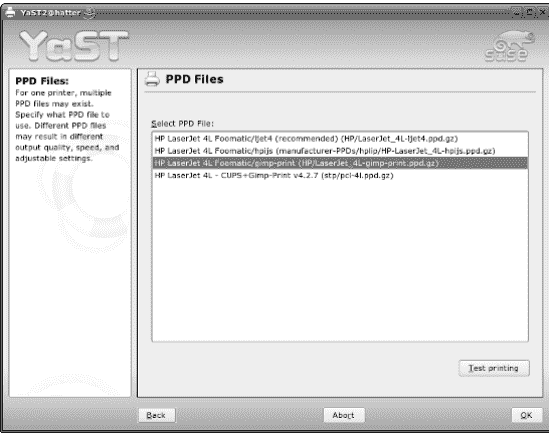 YaST2@hatter
YaST
SUSE
PPD Files:
For one printer, multiple
PPD files may exist.
Specify what PPD file to
use. Different PPD files
may result in different
output quality, speed, and
adjustable settings.
PPD Files
Select PPD File:
HP LaserJet 4L Foomatic/ljet4 (recommended) (HP/LaserJet_4L-ljet4.ppd.gz)
HP LaserJet 4L Foomatic/hpijs (manufacturer-PPDs/hplip/HP-LaserJet_4L-hpijs.ppd.gz)
HP LaserJet 4L Foomatic/gimp-print (HP/LaserJet_4L-gimp-print.ppd.gz)
HP LaserJet 4L - CUPS+Gimp-Print v4.2.7 (stp/pcl-4l.ppd.gz)
Test printing
Back
Abort
OK